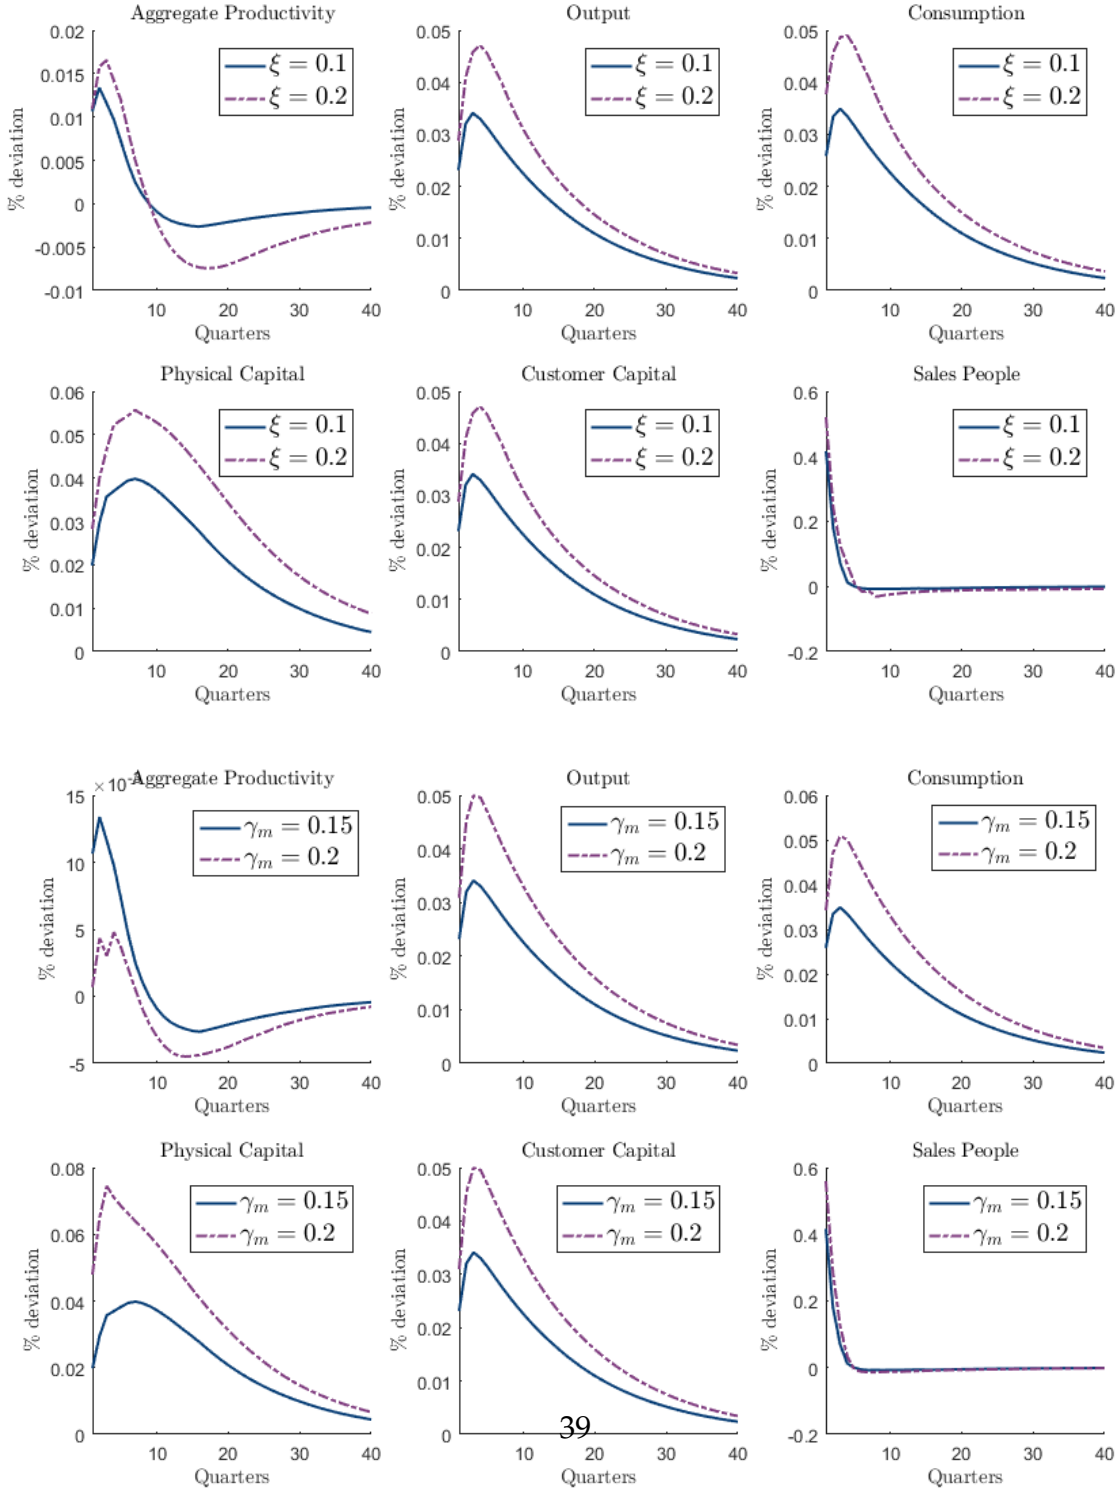 Aggregate Productivity Output Consumption
0.02 0.05 0.05
ξ = 0.1 ξ = 0.1 ξ = 0.1
0.015 0.04 0.04
ξ = 0.2 ξ = 0.2 ξ = 0.2
0.01 0.03 0.03
% deviation % deviation % deviation
0.005
0.02 0.02
0
0.01 0.01
-0.005
-0.01 0 0
10 20 30 40 10 20 30 40 10 20 30 40
Quarters Quarters Quarters
Physical Capital Customer Capital Sales People
0.06 0.05 0.6
ξ = 0.1 ξ = 0.1 ξ = 0.1
0.05 0.04 0.4
ξ = 0.2 ξ = 0.2 ξ = 0.2
0.04
0.03
% deviation % deviation % deviation
0.03 0.2
0.02
0.02
0.01 0
0.01
0 0 -0.2
10 20 30 40 10 20 30 40 10 20 30 40
Quarters Quarters Quarters
× 10 Aggregate Productivity Output Consumption
15 0.05 0.06
γm = 0.15 γm = 0.15 γm = 0.15
γm = 0.2 γm = 0.2 γm = 0.2
10 0.04 0.05
0.04
0.03
% deviation % deviation % deviation
5 0.03
0.02
0 0.02
0.01 0.01
-5 0 0
10 20 30 40 10 20 30 40 10 20 30 40
Quarters Quarters Quarters
Physical Capital Customer Capital Sales People
0.08 0.05 0.6
γm = 0.15 γm = 0.15 γm = 0.15
γm = 0.2 γm = 0.2 γm = 0.2
0.06 0.04 0.4
0.03
% deviation % deviation % deviation
0.04 0.2
0.02
0.02 0.01 0
39
0 0 -0.2
10 20 30 40 10 20 30 40 10 20 30 40
Quarters Quarters Quarters